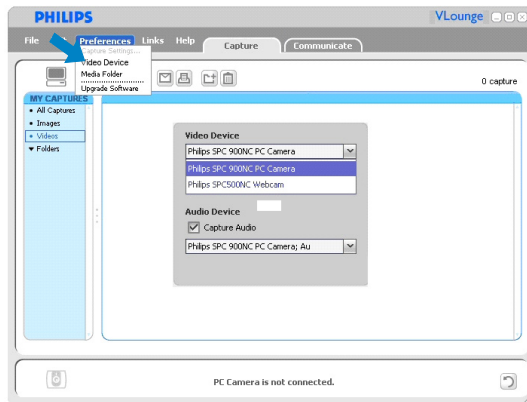 PHILIPS
VLounge
File
Preferences
Links
Help
Capture
Communicate
Capture Settings...
Video Device
Media Folder
Upgrade Software
0 capture
MY CAPTURES
• All Captures
• Images
• Videos
▾ Folders
Video Device
Philips SPC 900NC PC Camera
Philips SPC 900NC PC Camera
Philips SPC500NC Webcam
Audio Device
Capture Audio
Philips SPC 900NC PC Camera; Au
PC Camera is not connected.